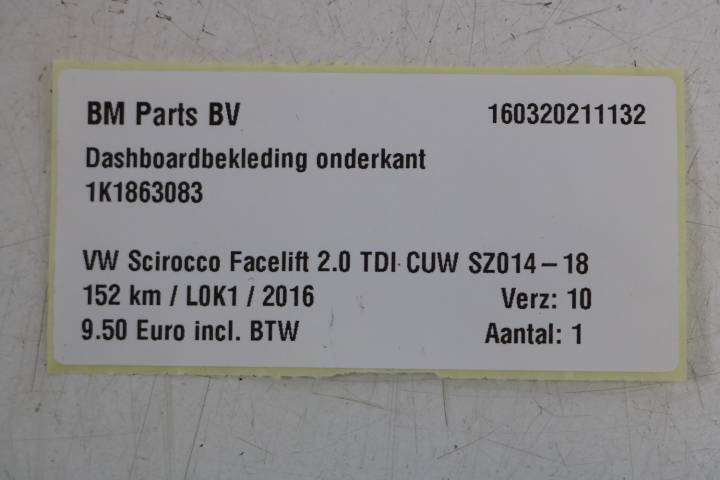 BM Parts BV 160320211132
Dashboardbekleding onderkant
1K1863083
VW Scirocco Facelift 2.0 TDI CUW SZ014-18
152 km / L0K1 / 2016 Verz: 10
9.50 Euro incl. BTW Aantal: 1